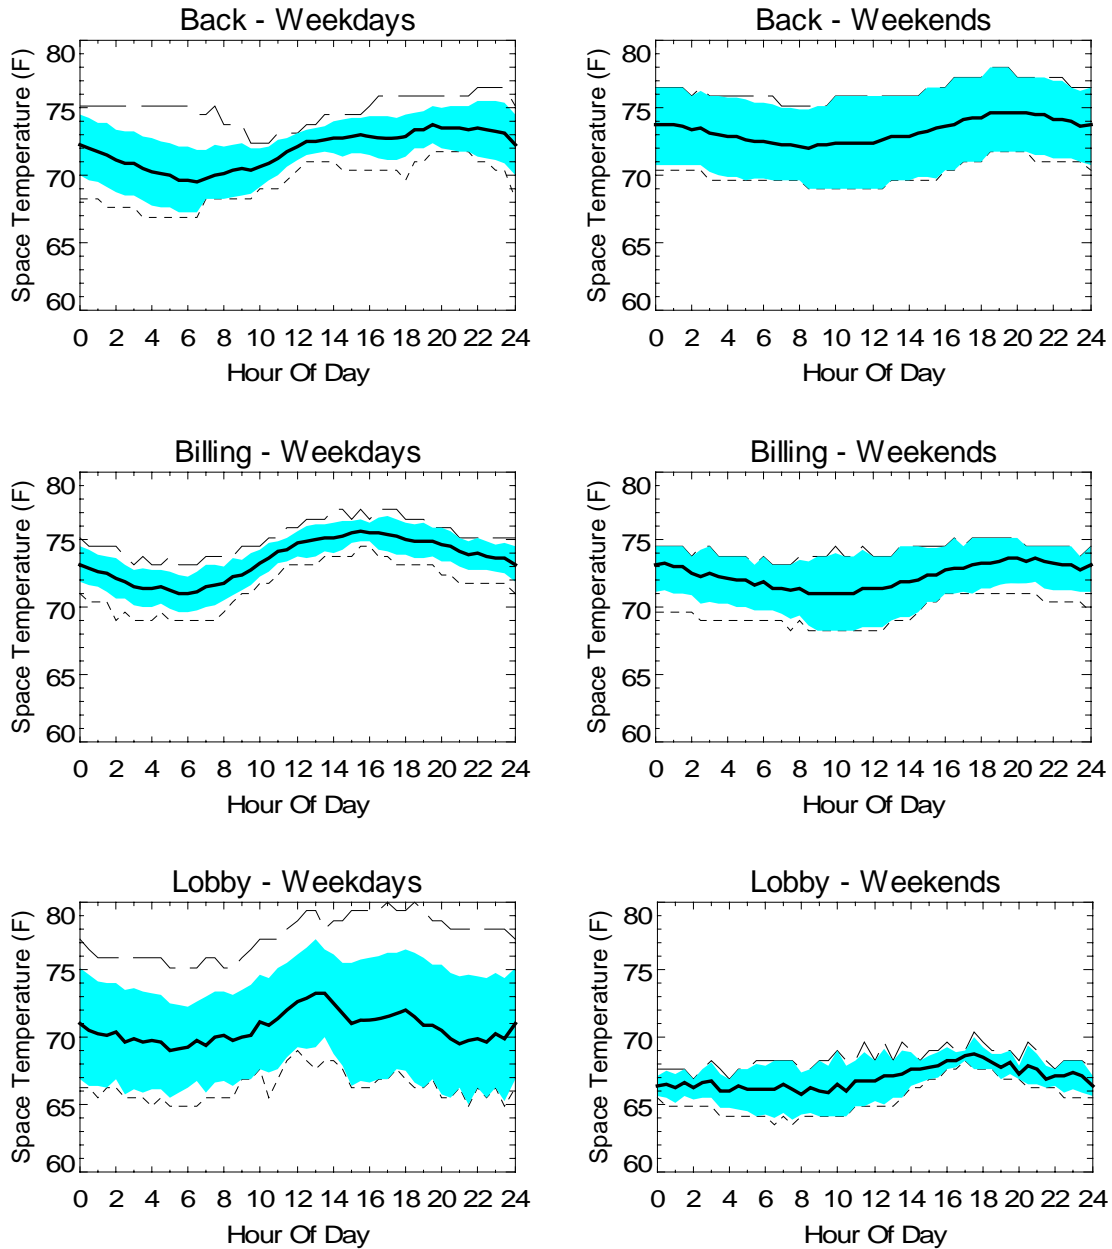 Back - Weekdays
Space Temperature (F)
80
75
70
65
60
0 2 4 6 8 10 12 14 16 18 20 22 24
Hour Of Day
Back - Weekends
Space Temperature (F)
80
75
70
65
60
0 2 4 6 8 10 12 14 16 18 20 22 24
Hour Of Day
Billing - Weekdays
Space Temperature (F)
80
75
70
65
60
0 2 4 6 8 10 12 14 16 18 20 22 24
Hour Of Day
Billing - Weekends
Space Temperature (F)
80
75
70
65
60
0 2 4 6 8 10 12 14 16 18 20 22 24
Hour Of Day
Lobby - Weekdays
Space Temperature (F)
80
75
70
65
60
0 2 4 6 8 10 12 14 16 18 20 22 24
Hour Of Day
Lobby - Weekends
Space Temperature (F)
80
75
70
65
60
0 2 4 6 8 10 12 14 16 18 20 22 24
Hour Of Day